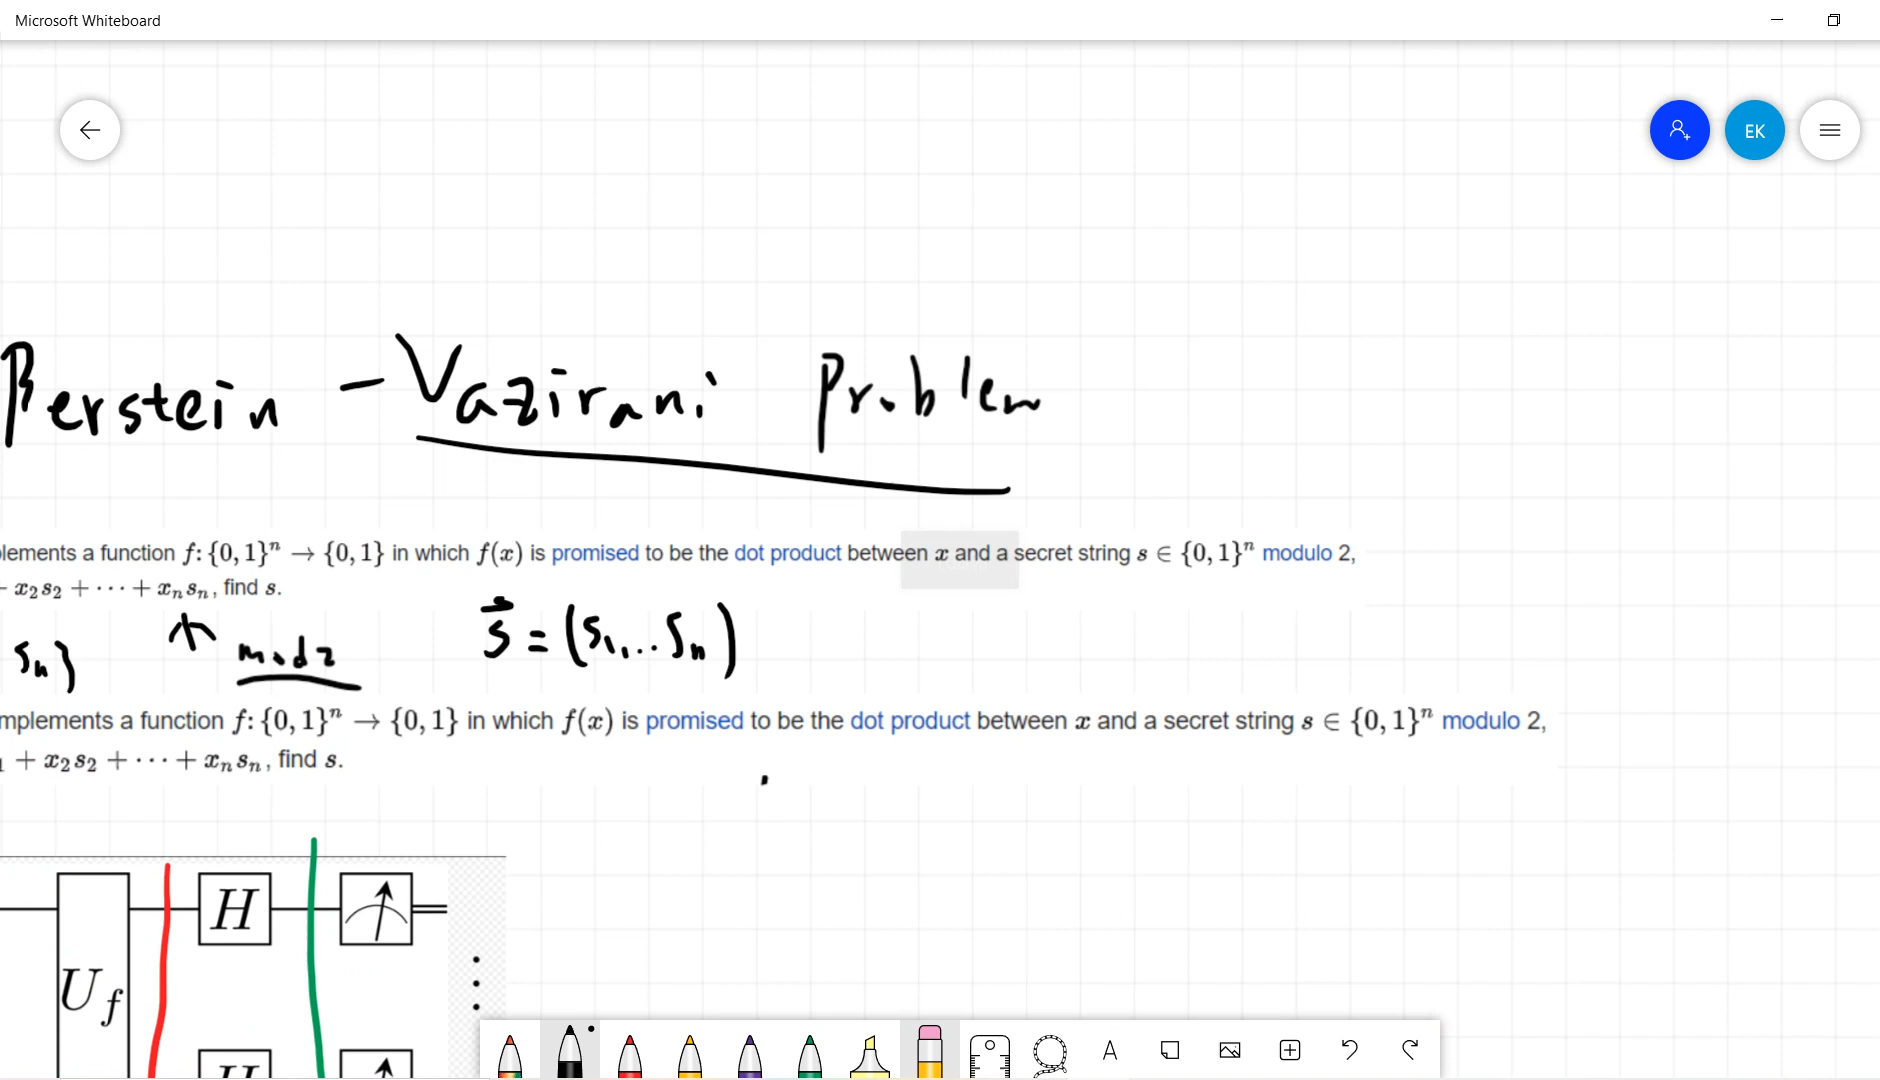 Microsoft Whiteboard
EK
Berstein - Vazirani Problem
lements a function f: {0, 1}ⁿ → {0, 1} in which f(x) is promised to be the dot product between x and a secret string s ∈ {0, 1}ⁿ modulo 2,
x₂s₂ + ⋯ + xₙsₙ, find s.
s⃗ = (s₁, ... sₙ)
sₙ} mod 2
mplements a function f: {0, 1}ⁿ → {0, 1} in which f(x) is promised to be the dot product between x and a secret string s ∈ {0, 1}ⁿ modulo 2,
₁ + x₂s₂ + ⋯ + xₙsₙ, find s.
H
U_f
H
A